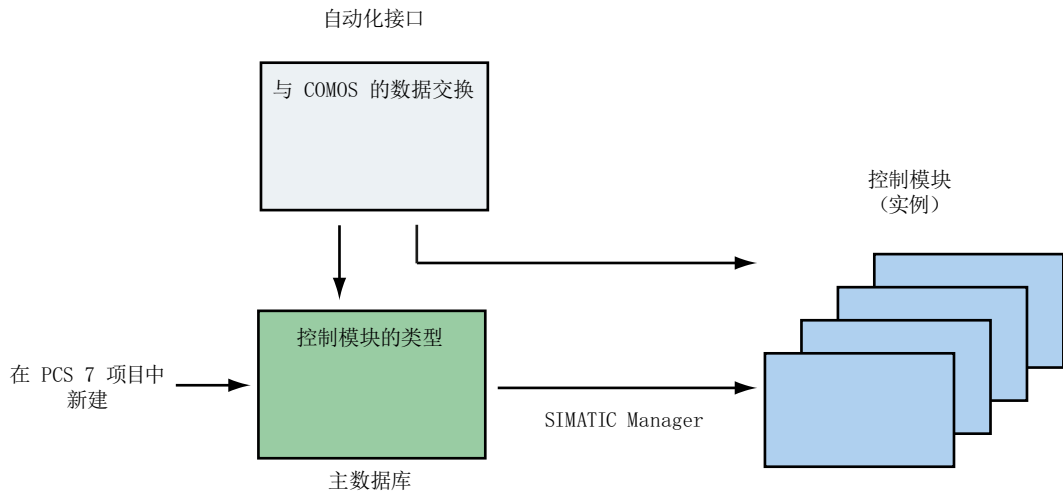 自动化接口
与 COMOS 的数据交换
控制模块
（实例）
控制模块的类型
在 PCS 7 项目中
新建
SIMATIC Manager
主数据库